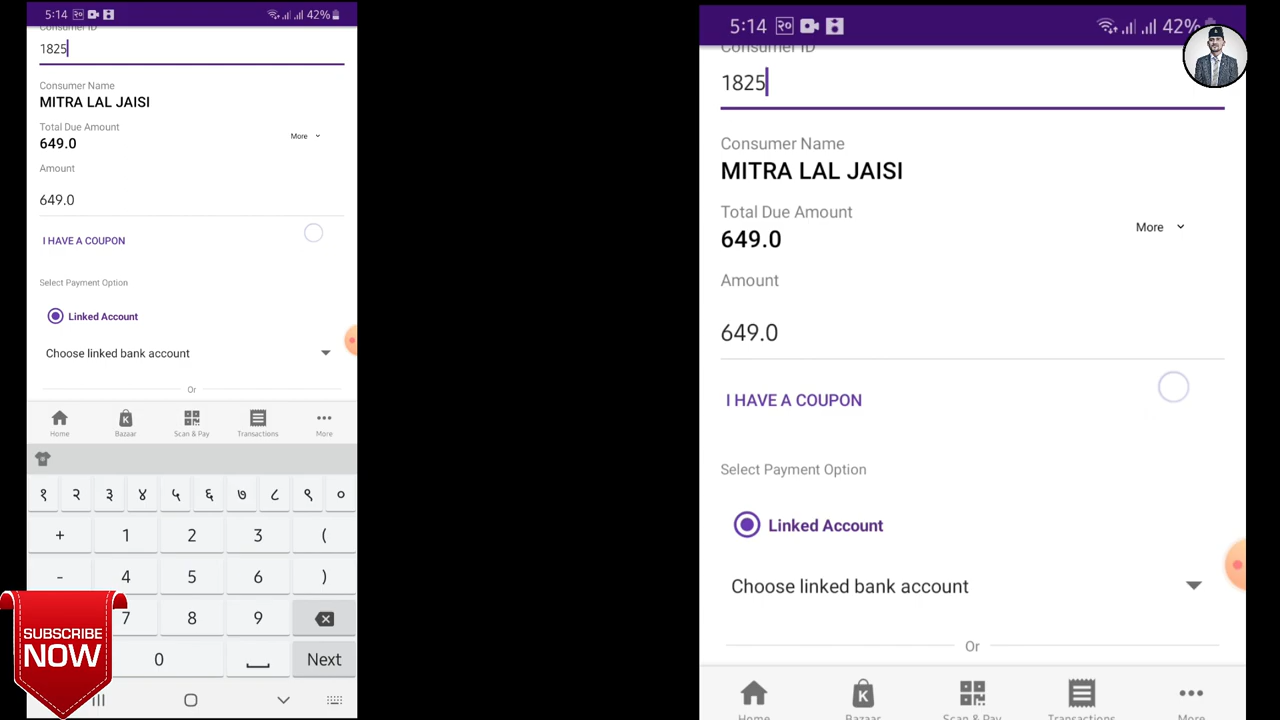 5:14 २० 42%
Consumer ID
1825
Consumer Name
MITRA LAL JAISI
Total Due Amount
649.0
More
Amount
649.0
I HAVE A COUPON
Select Payment Option
Linked Account
Choose linked bank account
Or
Home Bazaar Scan & Pay Transactions More
१ २ ३ ४ ५ ६ ७ ८ ९ ०
+ 1 2 3 (
- 4 5 6 )
7 8 9
0 Next
SUBSCRIBE
NOW
5:14 २० 42%
Consumer ID
1825
Consumer Name
MITRA LAL JAISI
Total Due Amount
649.0
More
Amount
649.0
I HAVE A COUPON
Select Payment Option
Linked Account
Choose linked bank account
Or
Home Bazaar Scan & Pay Transactions More